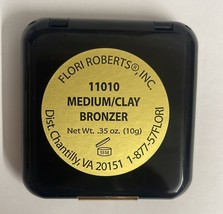 FLORI ROBERTS®, INC.
11010
MEDIUM/CLAY
BRONZER
Net Wt. .35 oz. (10g)
Dist. Chantilly, VA 20151 1-877-57FLORI